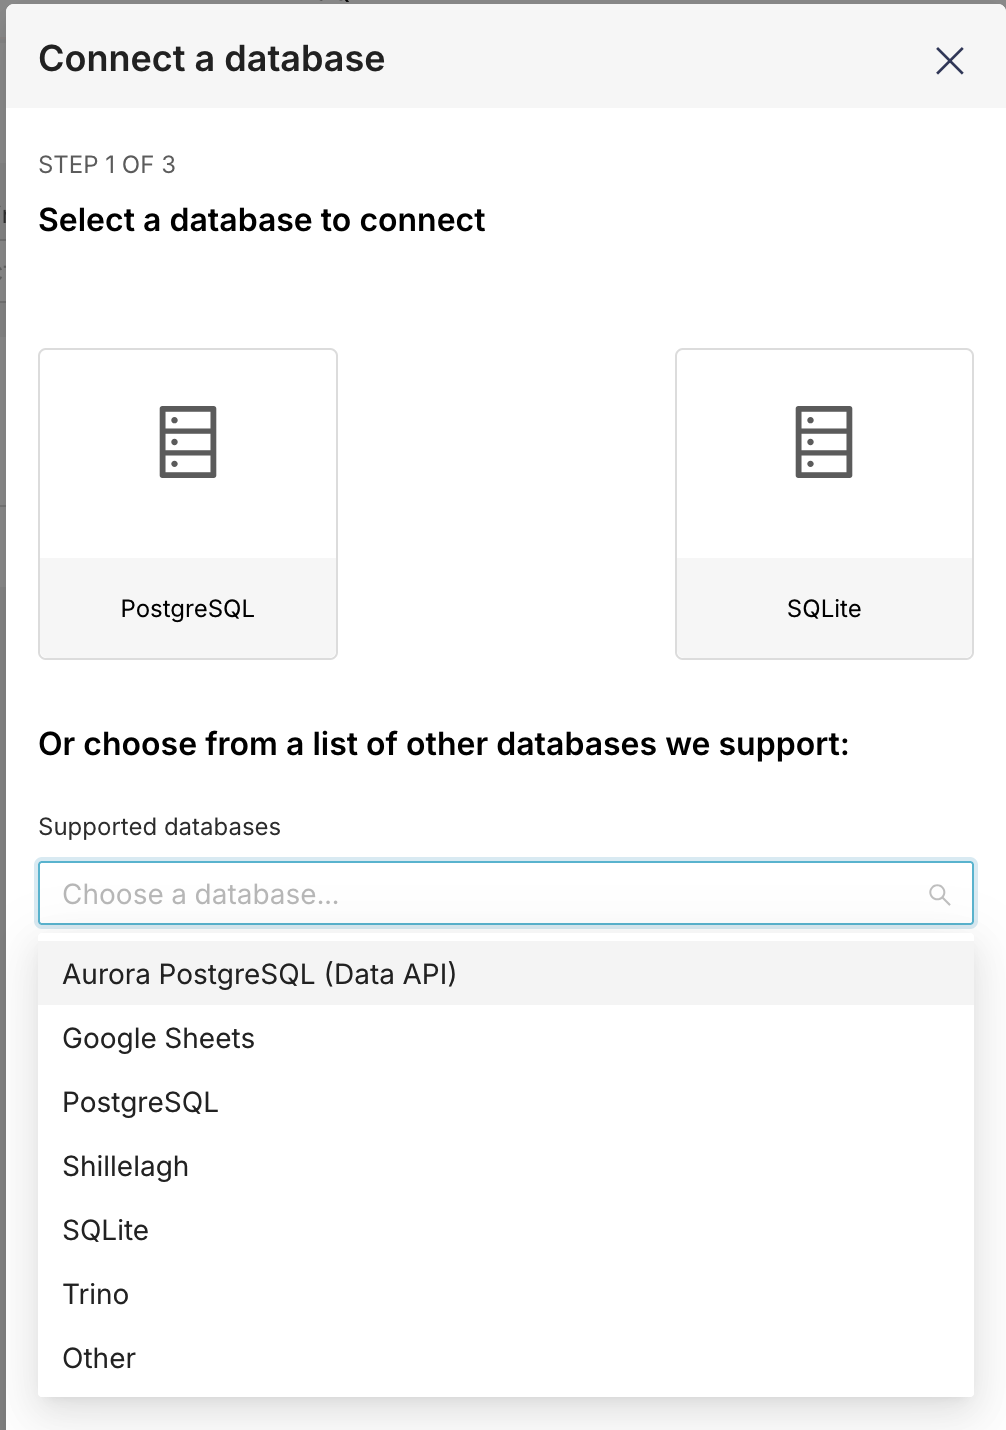 Connect a database
STEP 1 OF 3
Select a database to connect
PostgreSQL
SQLite
Or choose from a list of other databases we support:
Supported databases
Choose a database...
Aurora PostgreSQL (Data API)
Google Sheets
PostgreSQL
Shillelagh
SQLite
Trino
Other